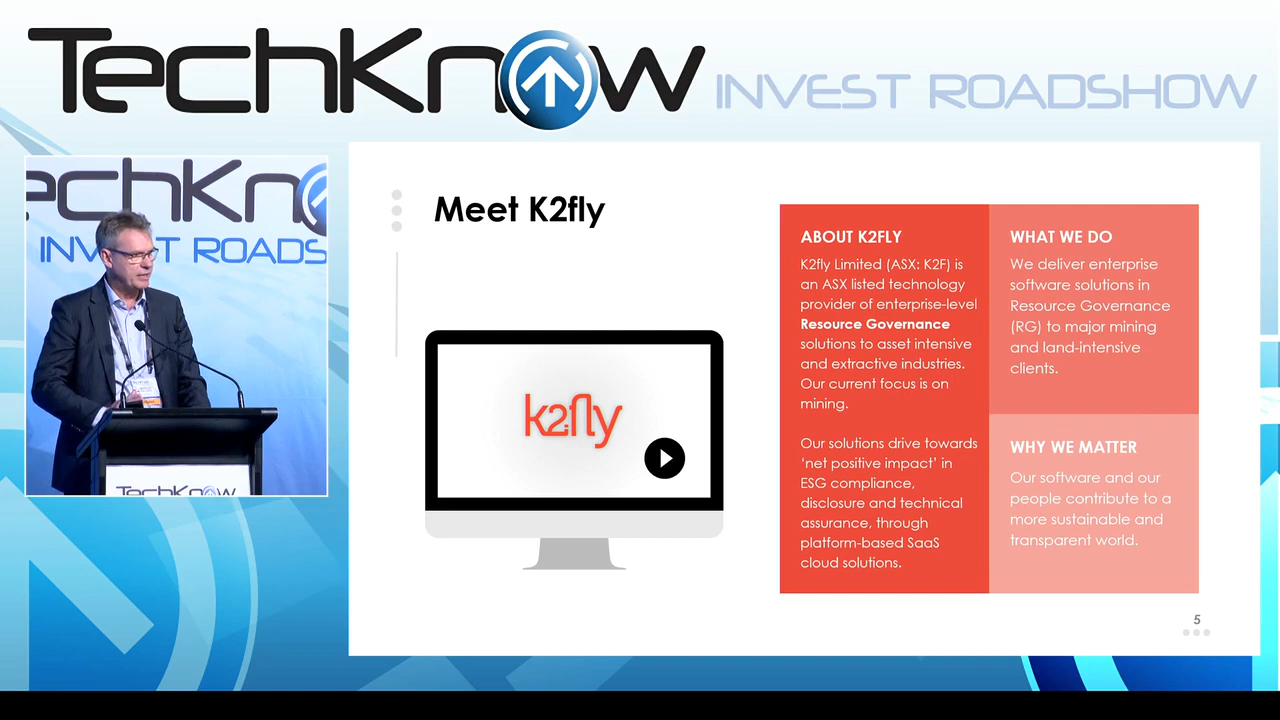 TechKnow INVEST ROADSHOW
echKno
INVEST ROADS
TechKnow
Meet K2fly
k2fly
ABOUT K2FLY
K2fly Limited (ASX: K2F) is
an ASX listed technology
provider of enterprise-level
Resource Governance
solutions to asset intensive
and extractive industries.
Our current focus is on
mining.
Our solutions drive towards
‘net positive impact’ in
ESG compliance,
disclosure and technical
assurance, through
platform-based SaaS
cloud solutions.
WHAT WE DO
We deliver enterprise
software solutions in
Resource Governance
(RG) to major mining
and land-intensive
clients.
WHY WE MATTER
Our software and our
people contribute to a
more sustainable and
transparent world.
5